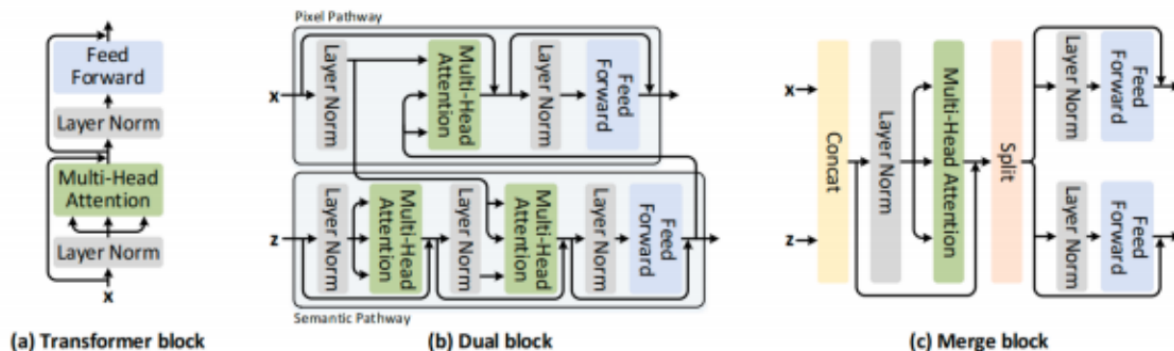 Feed
Forward
Layer Norm
Multi-Head
Attention
Layer Norm
x
(a) Transformer block
Pixel Pathway
x
Layer Norm
Multi-Head
Attention
Layer Norm
Feed
Forward
z
Layer Norm
Multi-Head
Attention
Layer Norm
Multi-Head
Attention
Layer Norm
Feed
Forward
Semantic Pathway
(b) Dual block
x
z
Concat
Layer Norm
Multi-Head Attention
Split
Layer Norm
Feed
Forward
Layer Norm
Feed
Forward
(c) Merge block